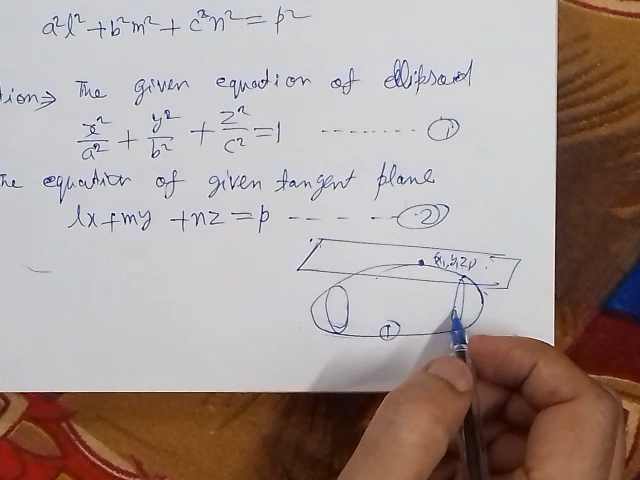 a²l² + b²m² + c²n² = p²
tion ⇒ The given equation of ellipsoid
x²/a² + y²/b² + z²/c² = 1 -------- ①
The equation of given tangent plane
lx + my + nz = p ---- ②
①